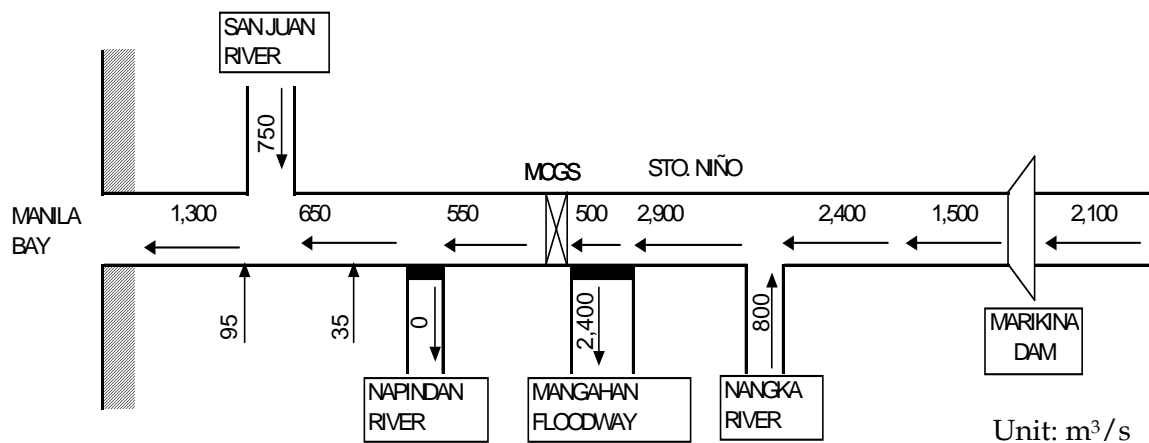 SAN JUAN
RIVER
750
MCGS
STO. NIÑO
MANILA
BAY
1,300
650
550
500
2,900
2,400
1,500
2,100
95
35
0
2,400
800
MARIKINA
DAM
NAPINDAN
RIVER
MANGAHAN
FLOODWAY
NANGKA
RIVER
Unit: m³/s